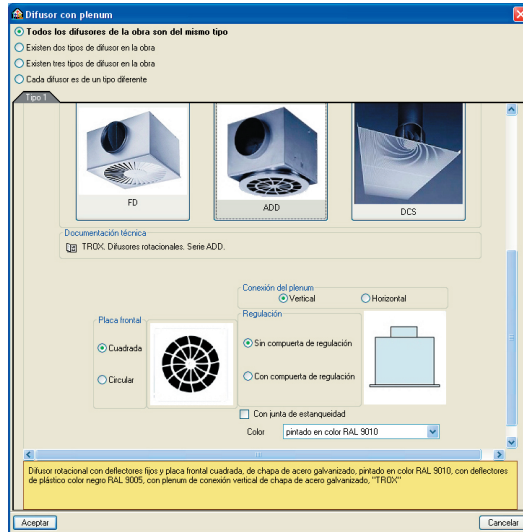 Difusor con plenum
Todos los difusores de la obra son del mismo tipo
Existen dos tipos de difusor en la obra
Existen tres tipos de difusor en la obra
Cada difusor es de un tipo diferente
Tipo 1
FD
ADD
DCS
Documentación técnica
TROX. Difusores rotacionales. Serie ADD.
Conexión del plenum
Vertical
Horizontal
Placa frontal
Cuadrada
Circular
Regulación
Sin compuerta de regulación
Con compuerta de regulación
Con junta de estanqueidad
Color
pintado en color RAL 9010
Difusor rotacional con deflectores fijos y placa frontal cuadrada, de chapa de acero galvanizado, pintado en color RAL 9010, con deflectores
de plástico color negro RAL 9005, con plenum de conexión vertical de chapa de acero galvanizado, "TROX"
Aceptar
Cancelar